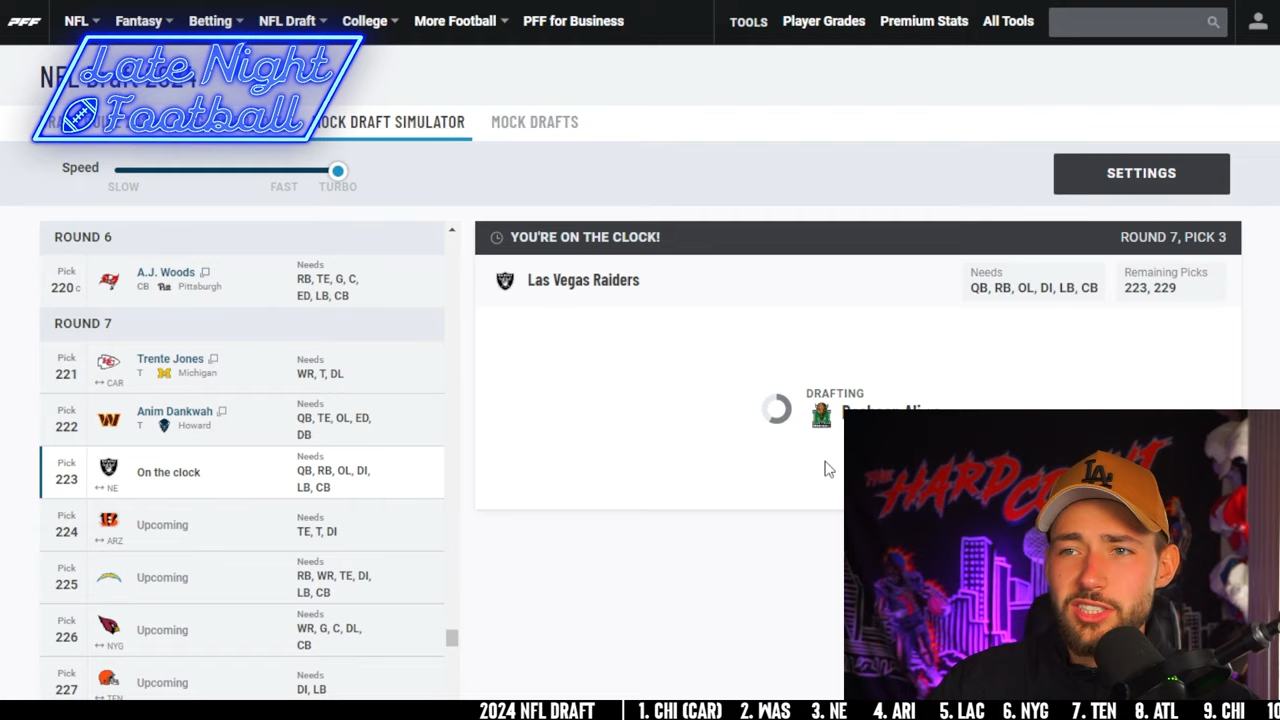 PFF
NFL
Fantasy
Betting
NFL Draft
College
More Football
PFF for Business
TOOLS
Player Grades
Premium Stats
All Tools
Late Night
Football
MOCK DRAFT SIMULATOR
MOCK DRAFTS
Speed
SLOW
FAST
TURBO
SETTINGS
ROUND 6
Pick
220 c
A.J. Woods
CB
Pittsburgh
Needs
RB, TE, G, C,
ED, LB, CB
ROUND 7
Pick
221
↔ CAR
Trente Jones
T
Michigan
Needs
WR, T, DL
Pick
222
Anim Dankwah
T
Howard
Needs
QB, TE, OL, ED,
DB
Pick
223
↔ NE
On the clock
Needs
QB, RB, OL, DI,
LB, CB
Pick
224
↔ ARZ
Upcoming
Needs
TE, T, DI
Pick
225
Upcoming
Needs
RB, WR, TE, DI,
LB, CB
Pick
226
↔ NYG
Upcoming
Needs
WR, G, C, DL,
CB
Pick
227
↔ TEN
Upcoming
Needs
DI, LB
YOU'RE ON THE CLOCK!
ROUND 7, PICK 3
Las Vegas Raiders
Needs
QB, RB, OL, DI, LB, CB
Remaining Picks
223, 229
DRAFTING
THE HARD COUNT
LA
2024 NFL DRAFT
1. CHI (CAR) 2. WAS 3. NE 4. ARI 5. LAC 6. NYG 7. TEN 8. ATL 9. CHI 10